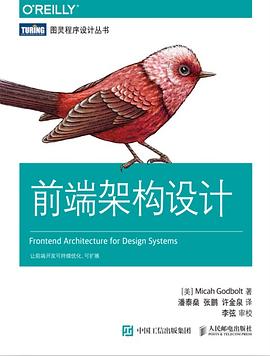 O'REILLY®
TURING 图灵程序设计丛书
前端架构设计
Frontend Architecture for Design Systems
让前端开发可持续优化、可扩展
[美] Micah Godbolt 著
潘泰燊 张鹏 许金泉 译
李弦 审校
中国工信出版集团 人民邮电出版社